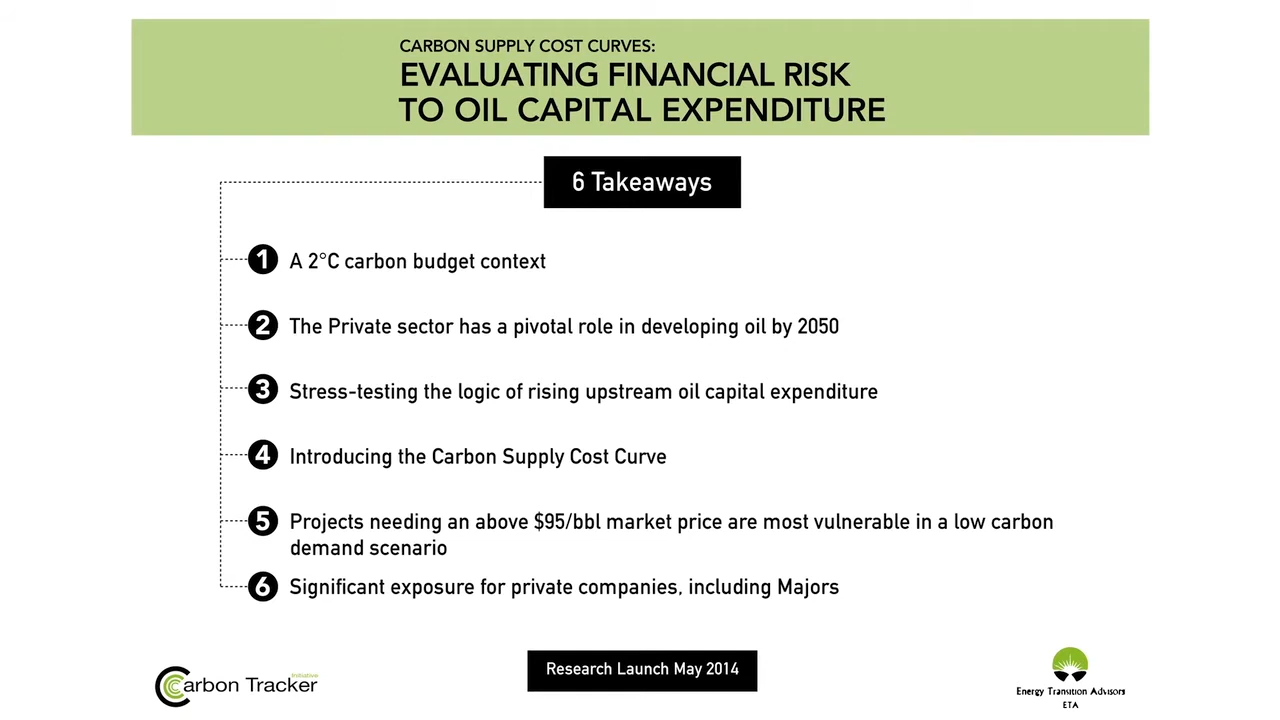 CARBON SUPPLY COST CURVES:
EVALUATING FINANCIAL RISK
TO OIL CAPITAL EXPENDITURE
6 Takeaways
1 A 2°C carbon budget context
2 The Private sector has a pivotal role in developing oil by 2050
3 Stress-testing the logic of rising upstream oil capital expenditure
4 Introducing the Carbon Supply Cost Curve
5 Projects needing an above $95/bbl market price are most vulnerable in a low carbon
demand scenario
6 Significant exposure for private companies, including Majors
Research Launch May 2014
Carbon Tracker
Initiative
Energy Transition Advisors
ETA